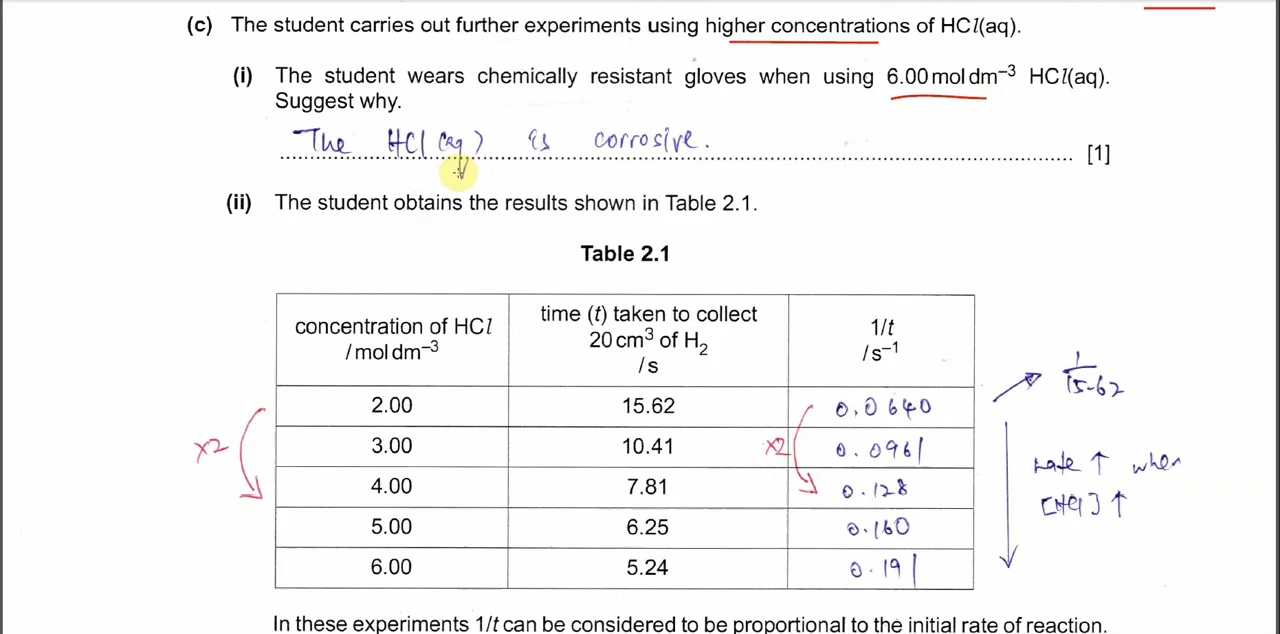 (c) The student carries out further experiments using higher concentrations of HCl(aq).
(i) The student wears chemically resistant gloves when using 6.00 mol dm⁻³ HCl(aq).
Suggest why.
The HCl(aq) is corrosive.
[1]
(ii) The student obtains the results shown in Table 2.1.
Table 2.1
concentration of HCl /mol dm⁻³ time (t) taken to collect 20 cm³ of H₂ /s 1/t /s⁻¹
2.00 15.62 0.0640
3.00 10.41 0.0961
4.00 7.81 0.128
5.00 6.25 0.160
6.00 5.24 0.191
×2
×2
1/15.62
rate ↑ when
[HCl] ↑
In these experiments 1/t can be considered to be proportional to the initial rate of reaction.